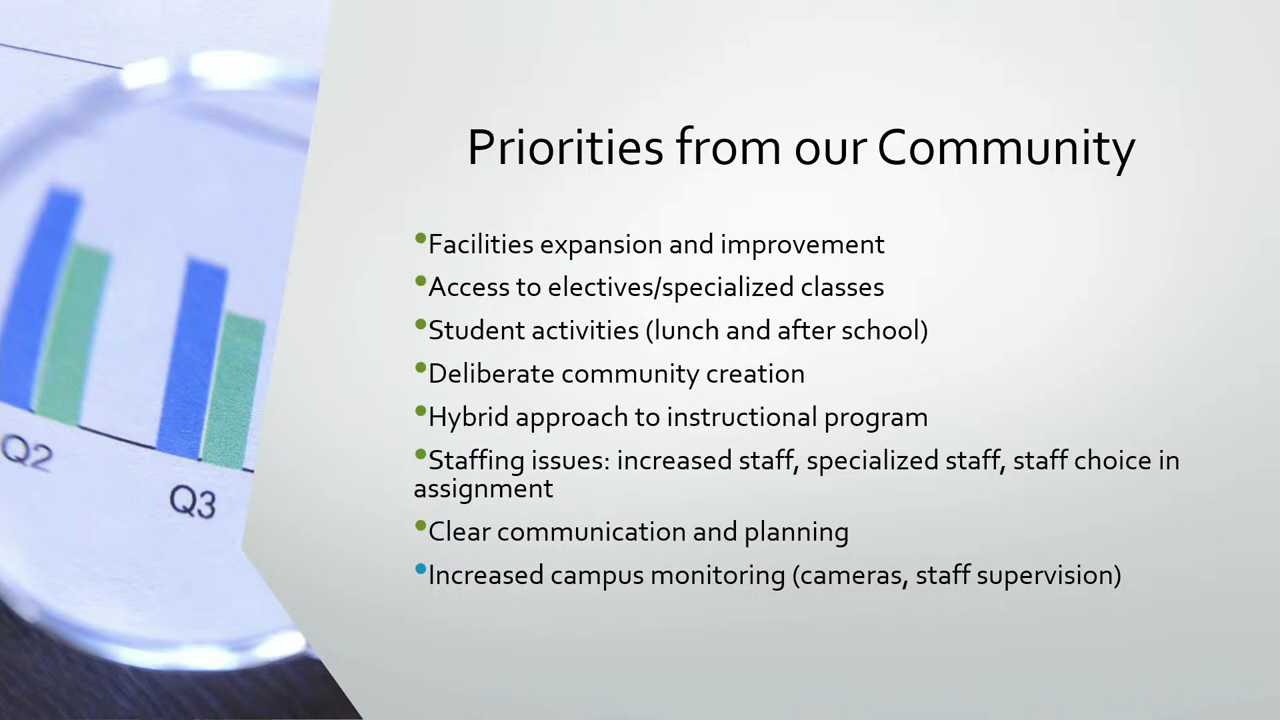 Priorities from our Community
•Facilities expansion and improvement
•Access to electives/specialized classes
•Student activities (lunch and after school)
•Deliberate community creation
•Hybrid approach to instructional program
•Staffing issues: increased staff, specialized staff, staff choice in
assignment
•Clear communication and planning
•Increased campus monitoring (cameras, staff supervision)
Q2
Q3